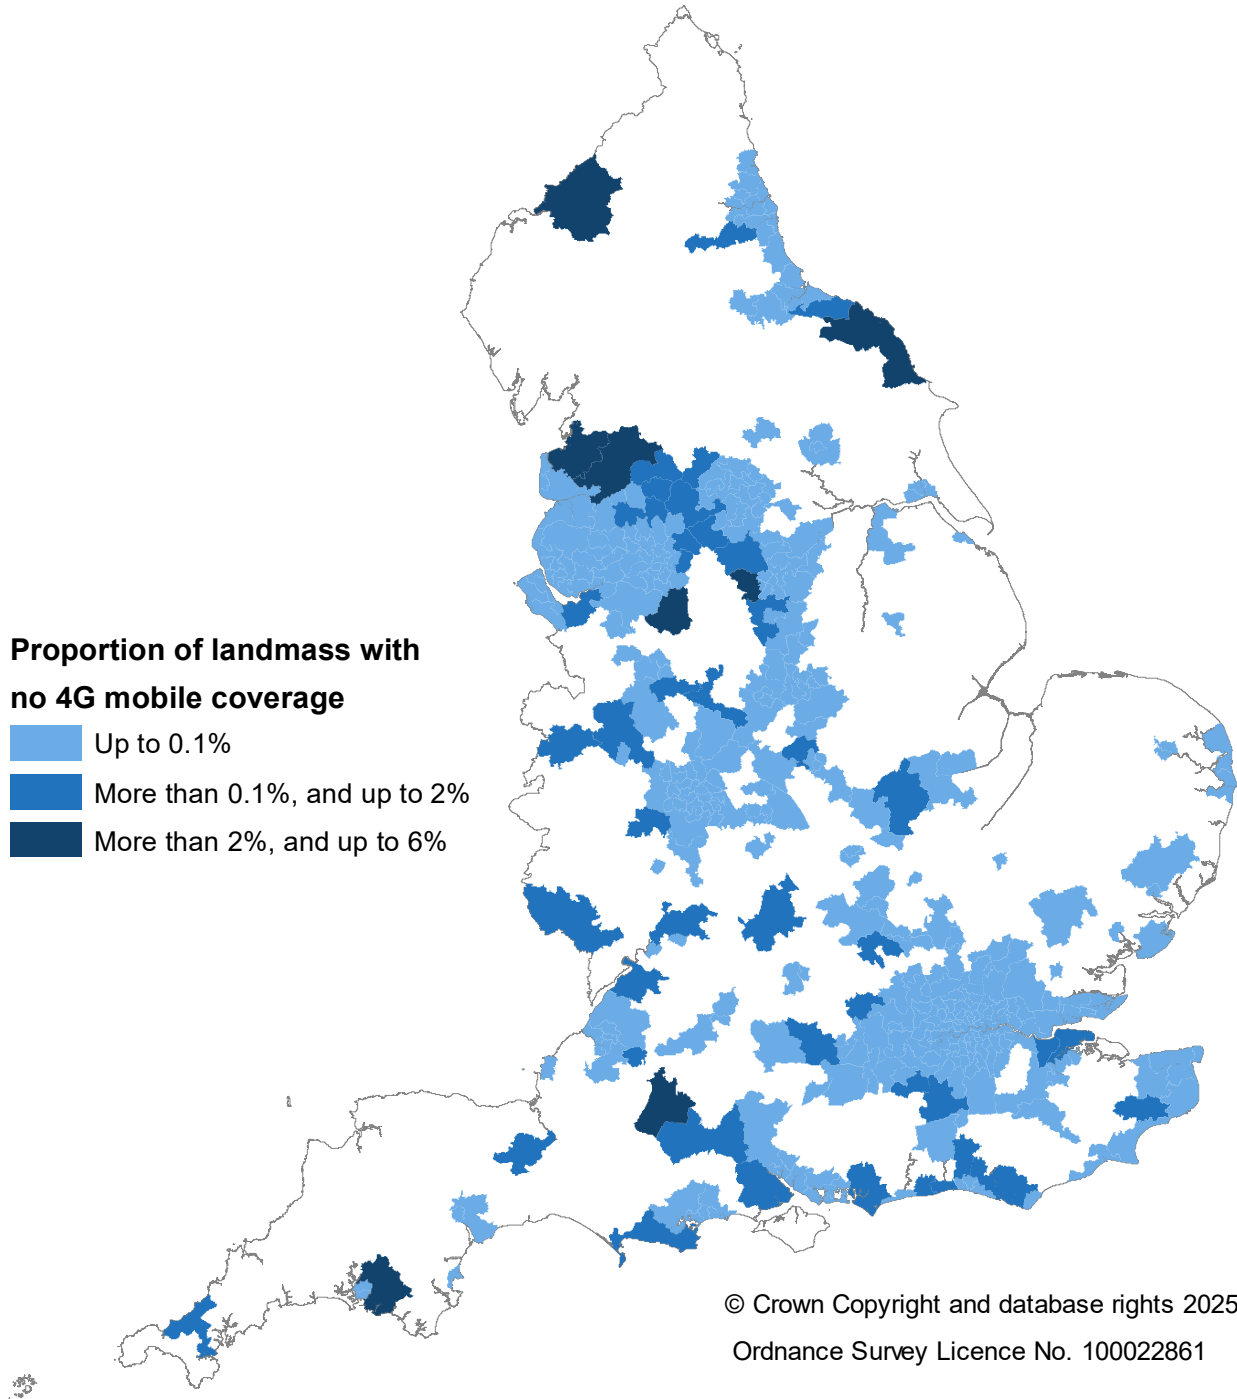 Proportion of landmass with
no 4G mobile coverage
Up to 0.1%
More than 0.1%, and up to 2%
More than 2%, and up to 6%
© Crown Copyright and database rights 2025
Ordnance Survey Licence No. 100022861